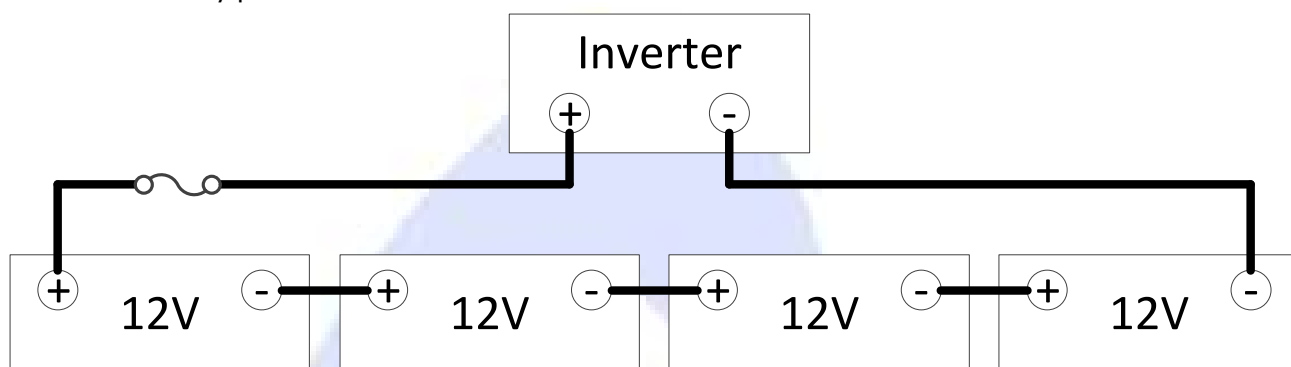 Inverter
+ -
+ - + - + - + -
12V 12V 12V 12V